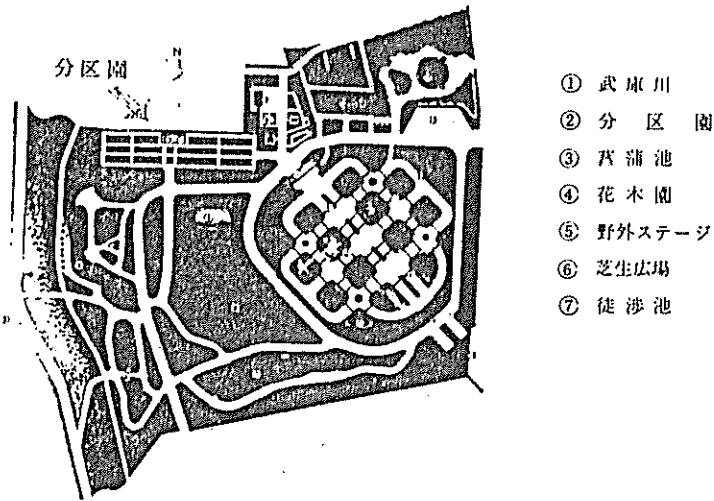 分区園
N
① 武庫川
② 分区園
③ 菖蒲池
④ 花木園
⑤ 野外ステージ
⑥ 芝生広場
⑦ 徒渉池